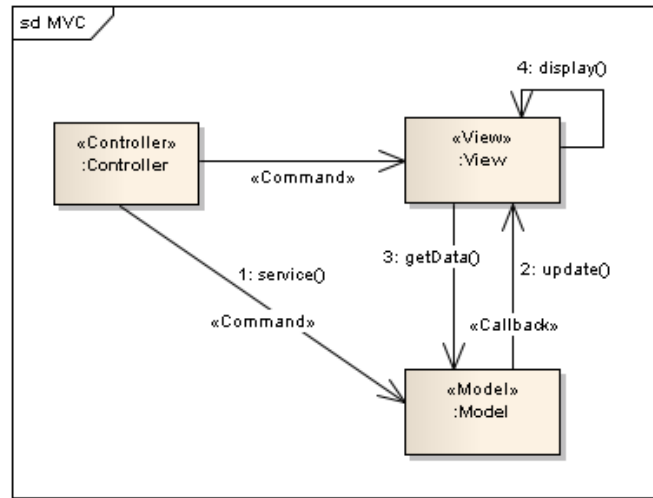 sd MVC
4: display()
«Controller»
:Controller
«View»
:View
«Command»
3: getData()
2: update()
1: service()
«Command»
«Callback»
«Model»
:Model